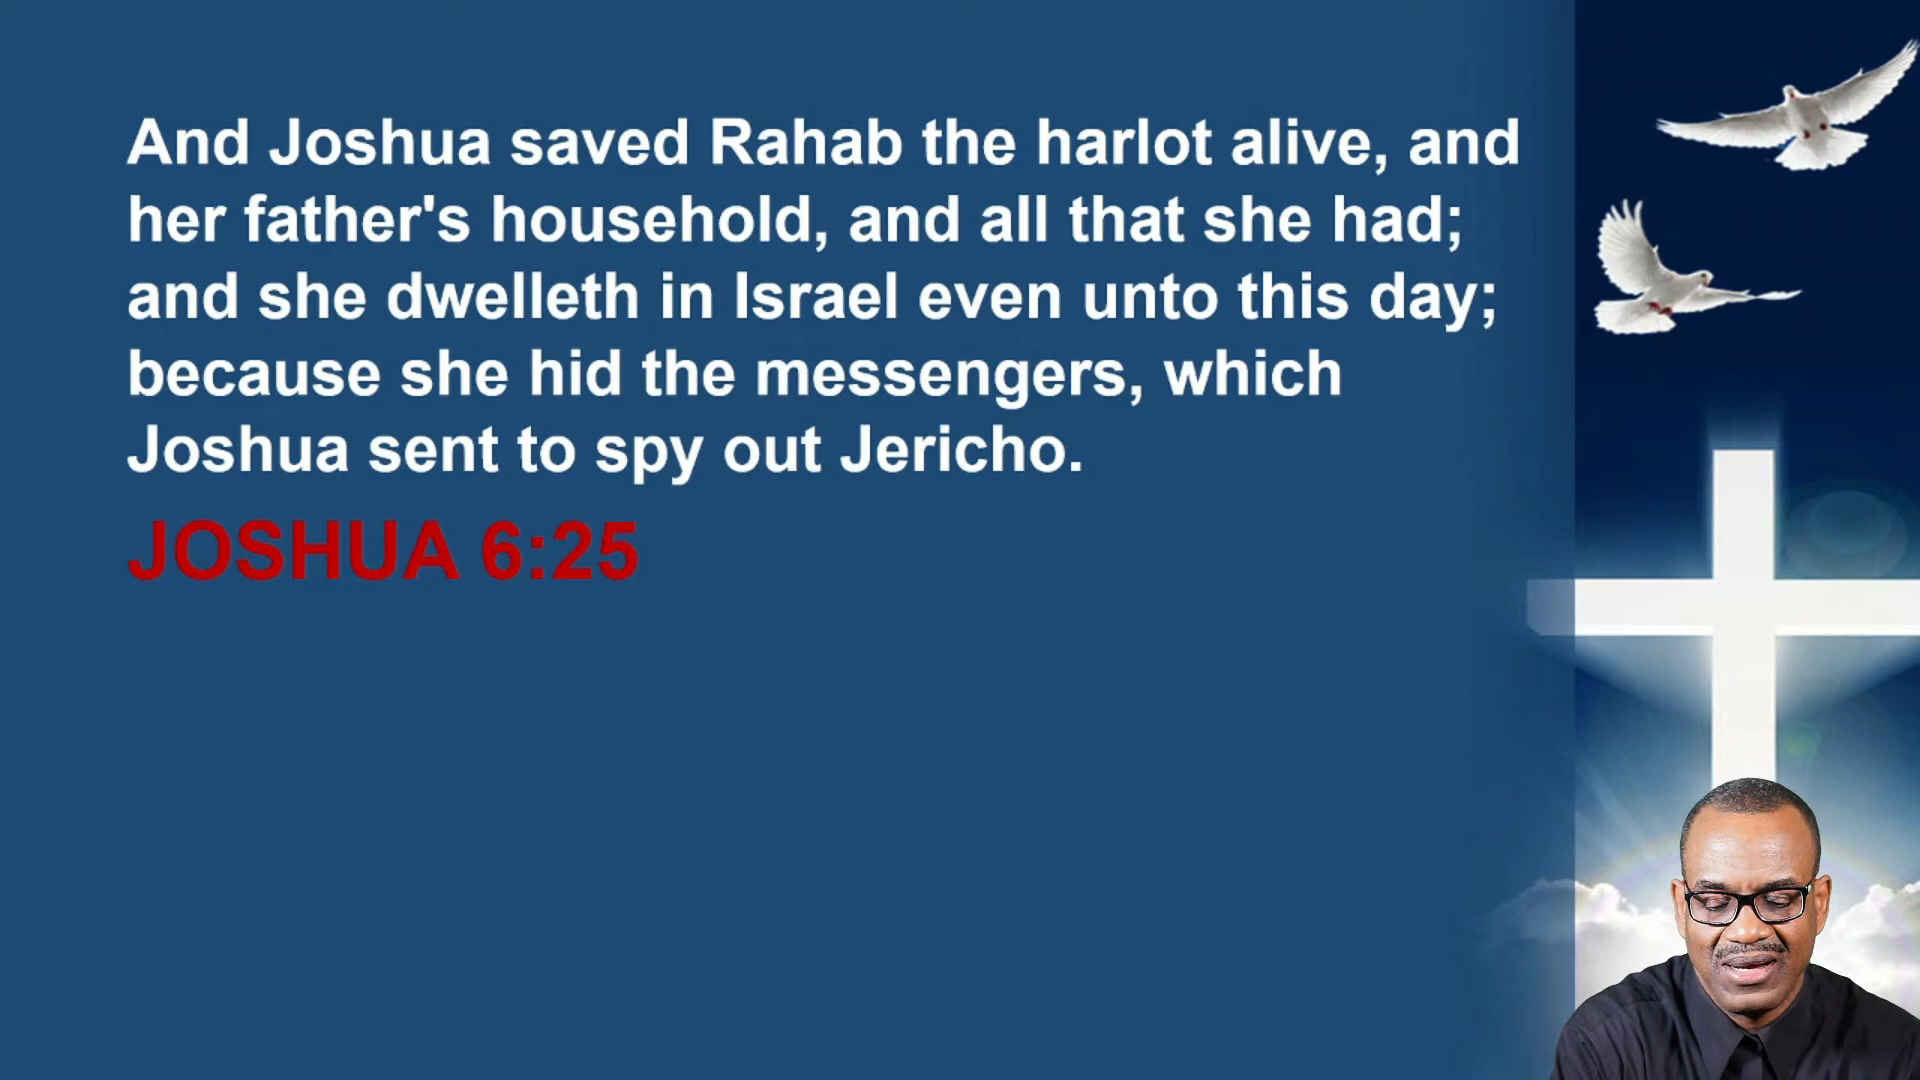 And Joshua saved Rahab the harlot alive, and
her father's household, and all that she had;
and she dwelleth in Israel even unto this day;
because she hid the messengers, which
Joshua sent to spy out Jericho.
JOSHUA 6:25